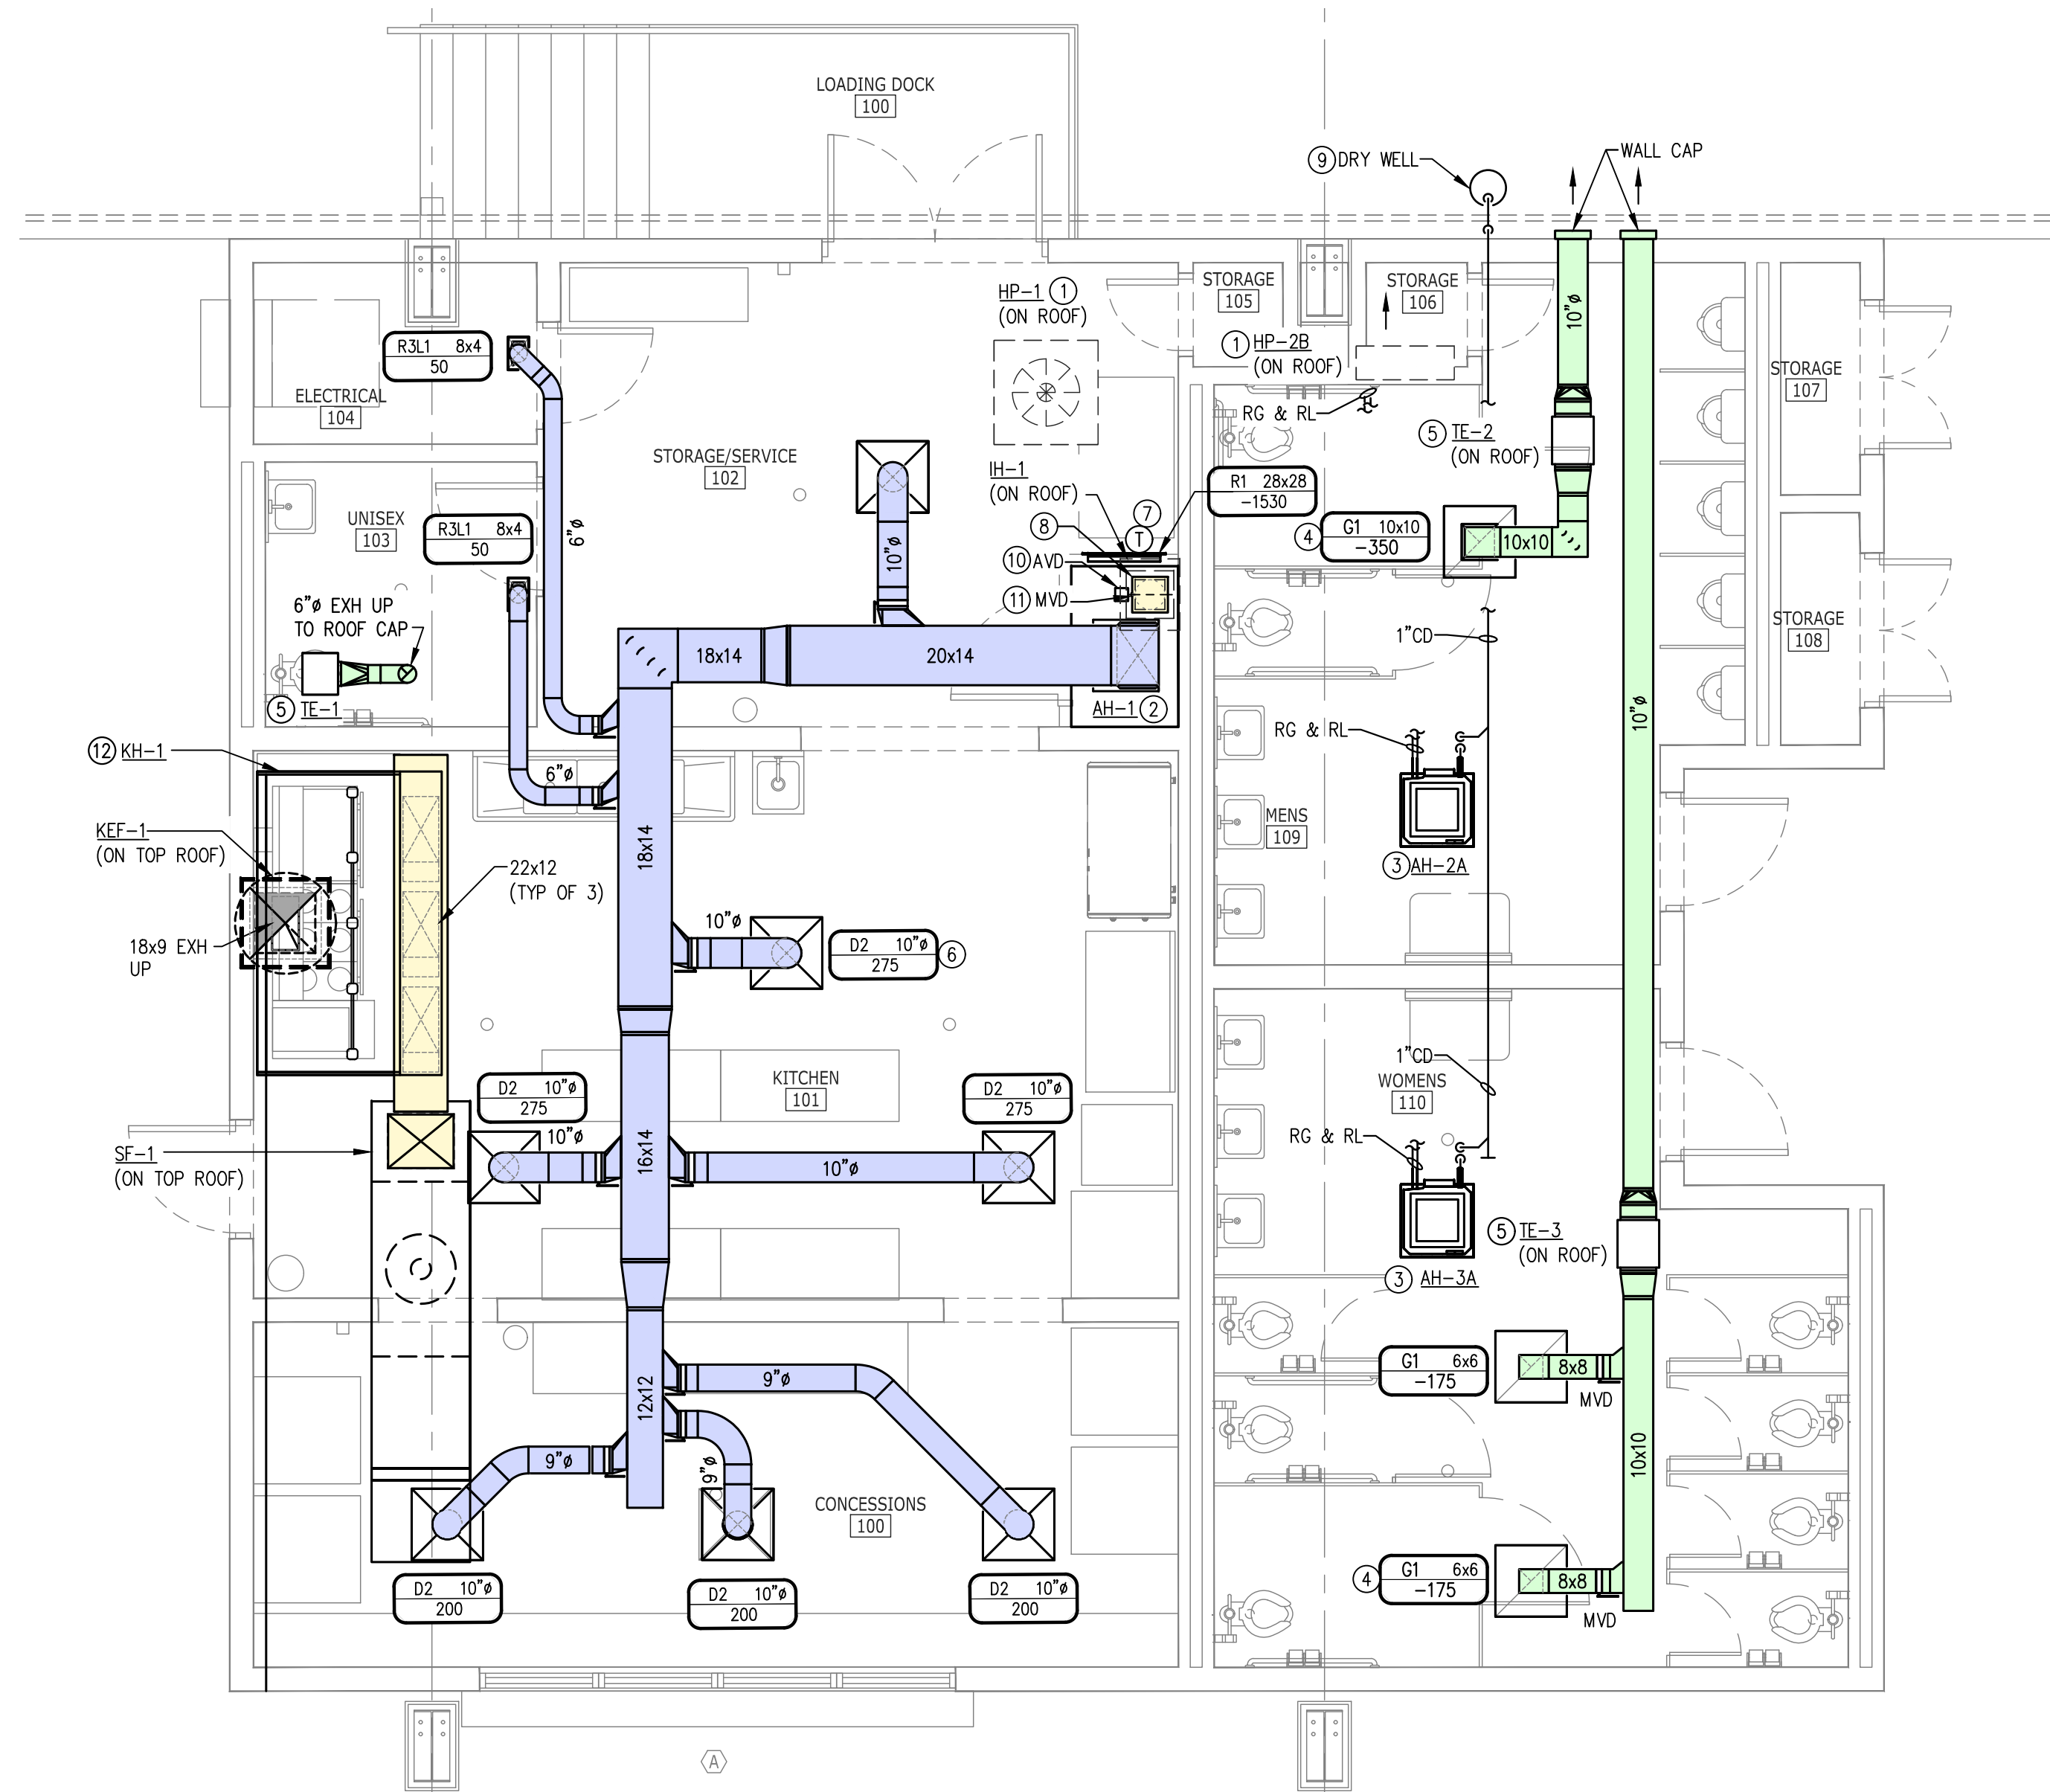 LOADING DOCK
100
9 DRY WELL
WALL CAP
HP-1 1
(ON ROOF)
STORAGE
105
STORAGE
106
1 HP-2B
(ON ROOF)
10"ø
R3L1 8x4
50
ELECTRICAL
104
STORAGE
107
RG & RL
5 TE-2
(ON ROOF)
STORAGE/SERVICE
102
IH-1
(ON ROOF)
R1 28x28
-1530
UNISEX
103
R3L1 8x4
50
6"ø
10"ø
7
T
8
4
G1 10x10
-350
10x10
10 AVD
11 MVD
6"ø EXH UP
TO ROOF CAP
STORAGE
108
1"CD
18x14
20x14
5 TE-1
AH-1 2
10"ø
RG & RL
12 KH-1
6"ø
KEF-1
(ON TOP ROOF)
18x14
MENS
109
22x12
(TYP OF 3)
3 AH-2A
18x9 EXH
UP
10"ø
D2 10"ø
275
6
KITCHEN
101
D2 10"ø
275
D2 10"ø
275
1"CD
WOMENS
110
10"ø
16x14
10"ø
RG & RL
SF-1
(ON TOP ROOF)
5 TE-3
(ON ROOF)
3 AH-3A
G1 6x6
-175
8x8
MVD
9"ø
12x12
9"ø
9"ø
10x10
CONCESSIONS
100
4
G1 6x6
-175
8x8
MVD
D2 10"ø
200
D2 10"ø
200
D2 10"ø
200
A